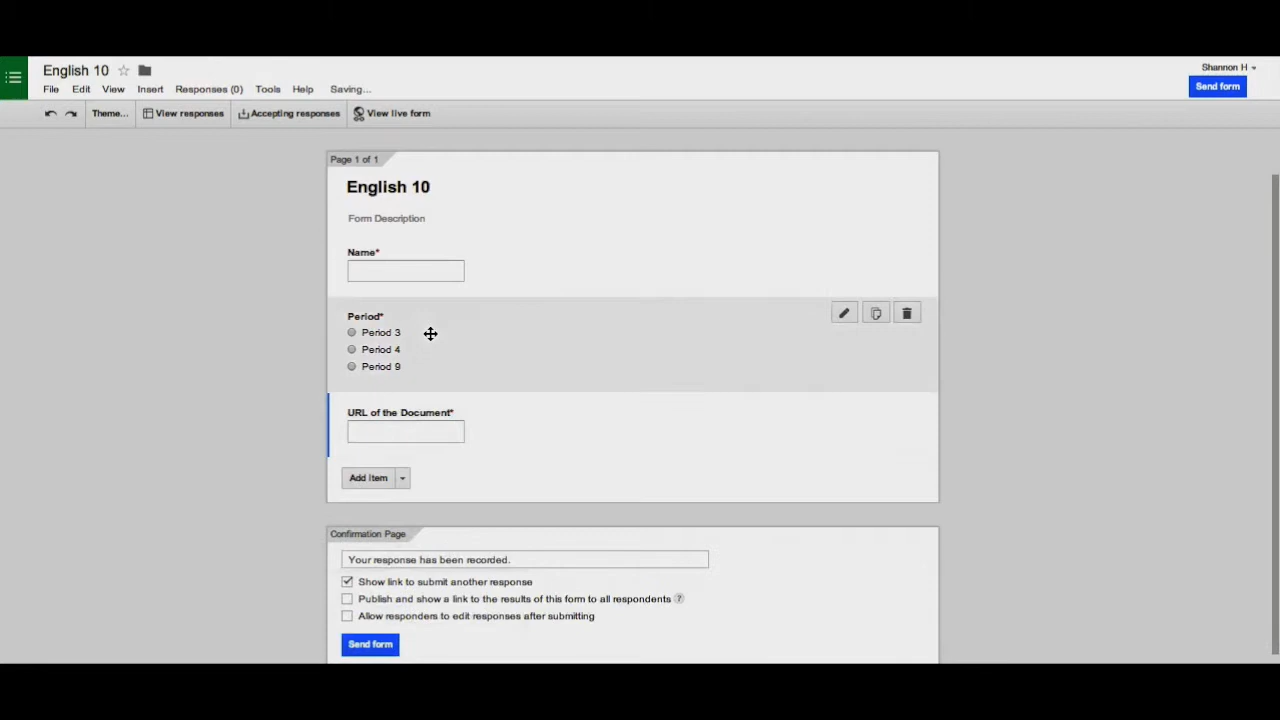 English 10
Shannon H
File Edit View Insert Responses (0) Tools Help Saving...
Send form
Theme... View responses Accepting responses View live form
Page 1 of 1
English 10
Form Description
Name*
Period*
Period 3
Period 4
Period 9
URL of the Document*
Add Item
Confirmation Page
Your response has been recorded.
Show link to submit another response
Publish and show a link to the results of this form to all respondents ?
Allow responders to edit responses after submitting
Send form